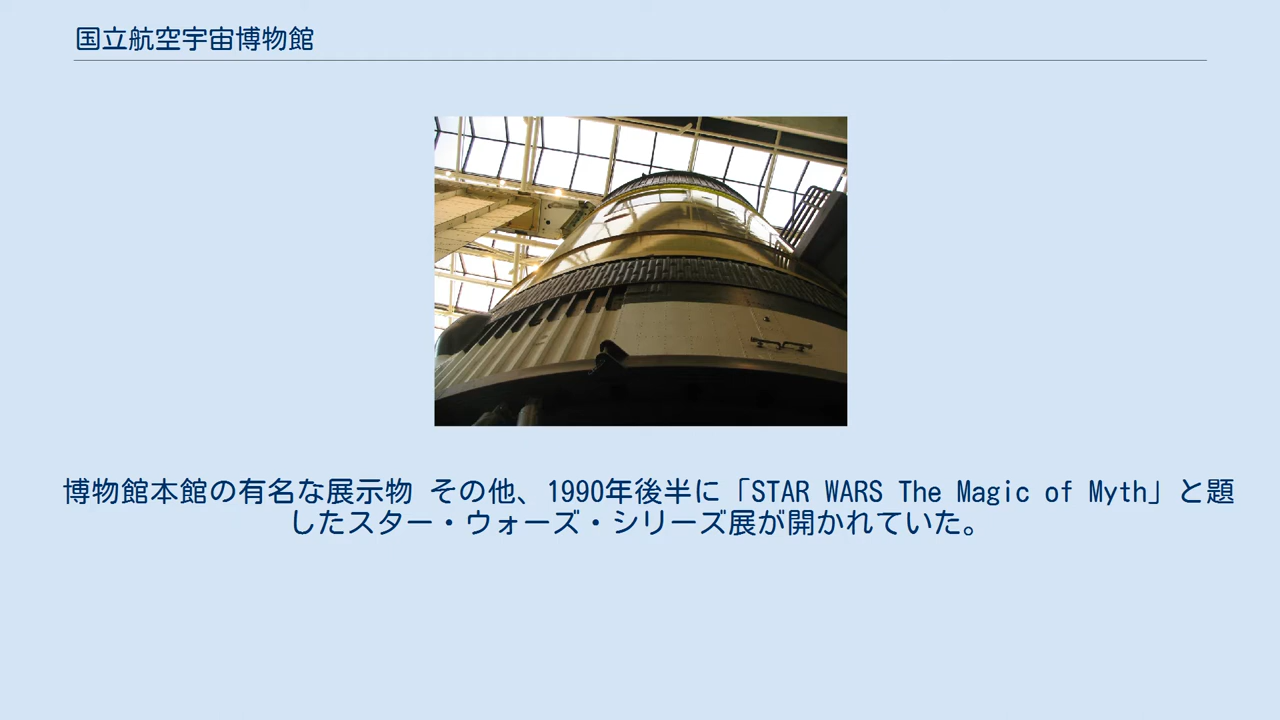 国立航空宇宙博物館
博物館本館の有名な展示物 その他、1990年後半に「STAR WARS The Magic of Myth」と題
したスター・ウォーズ・シリーズ展が開かれていた。